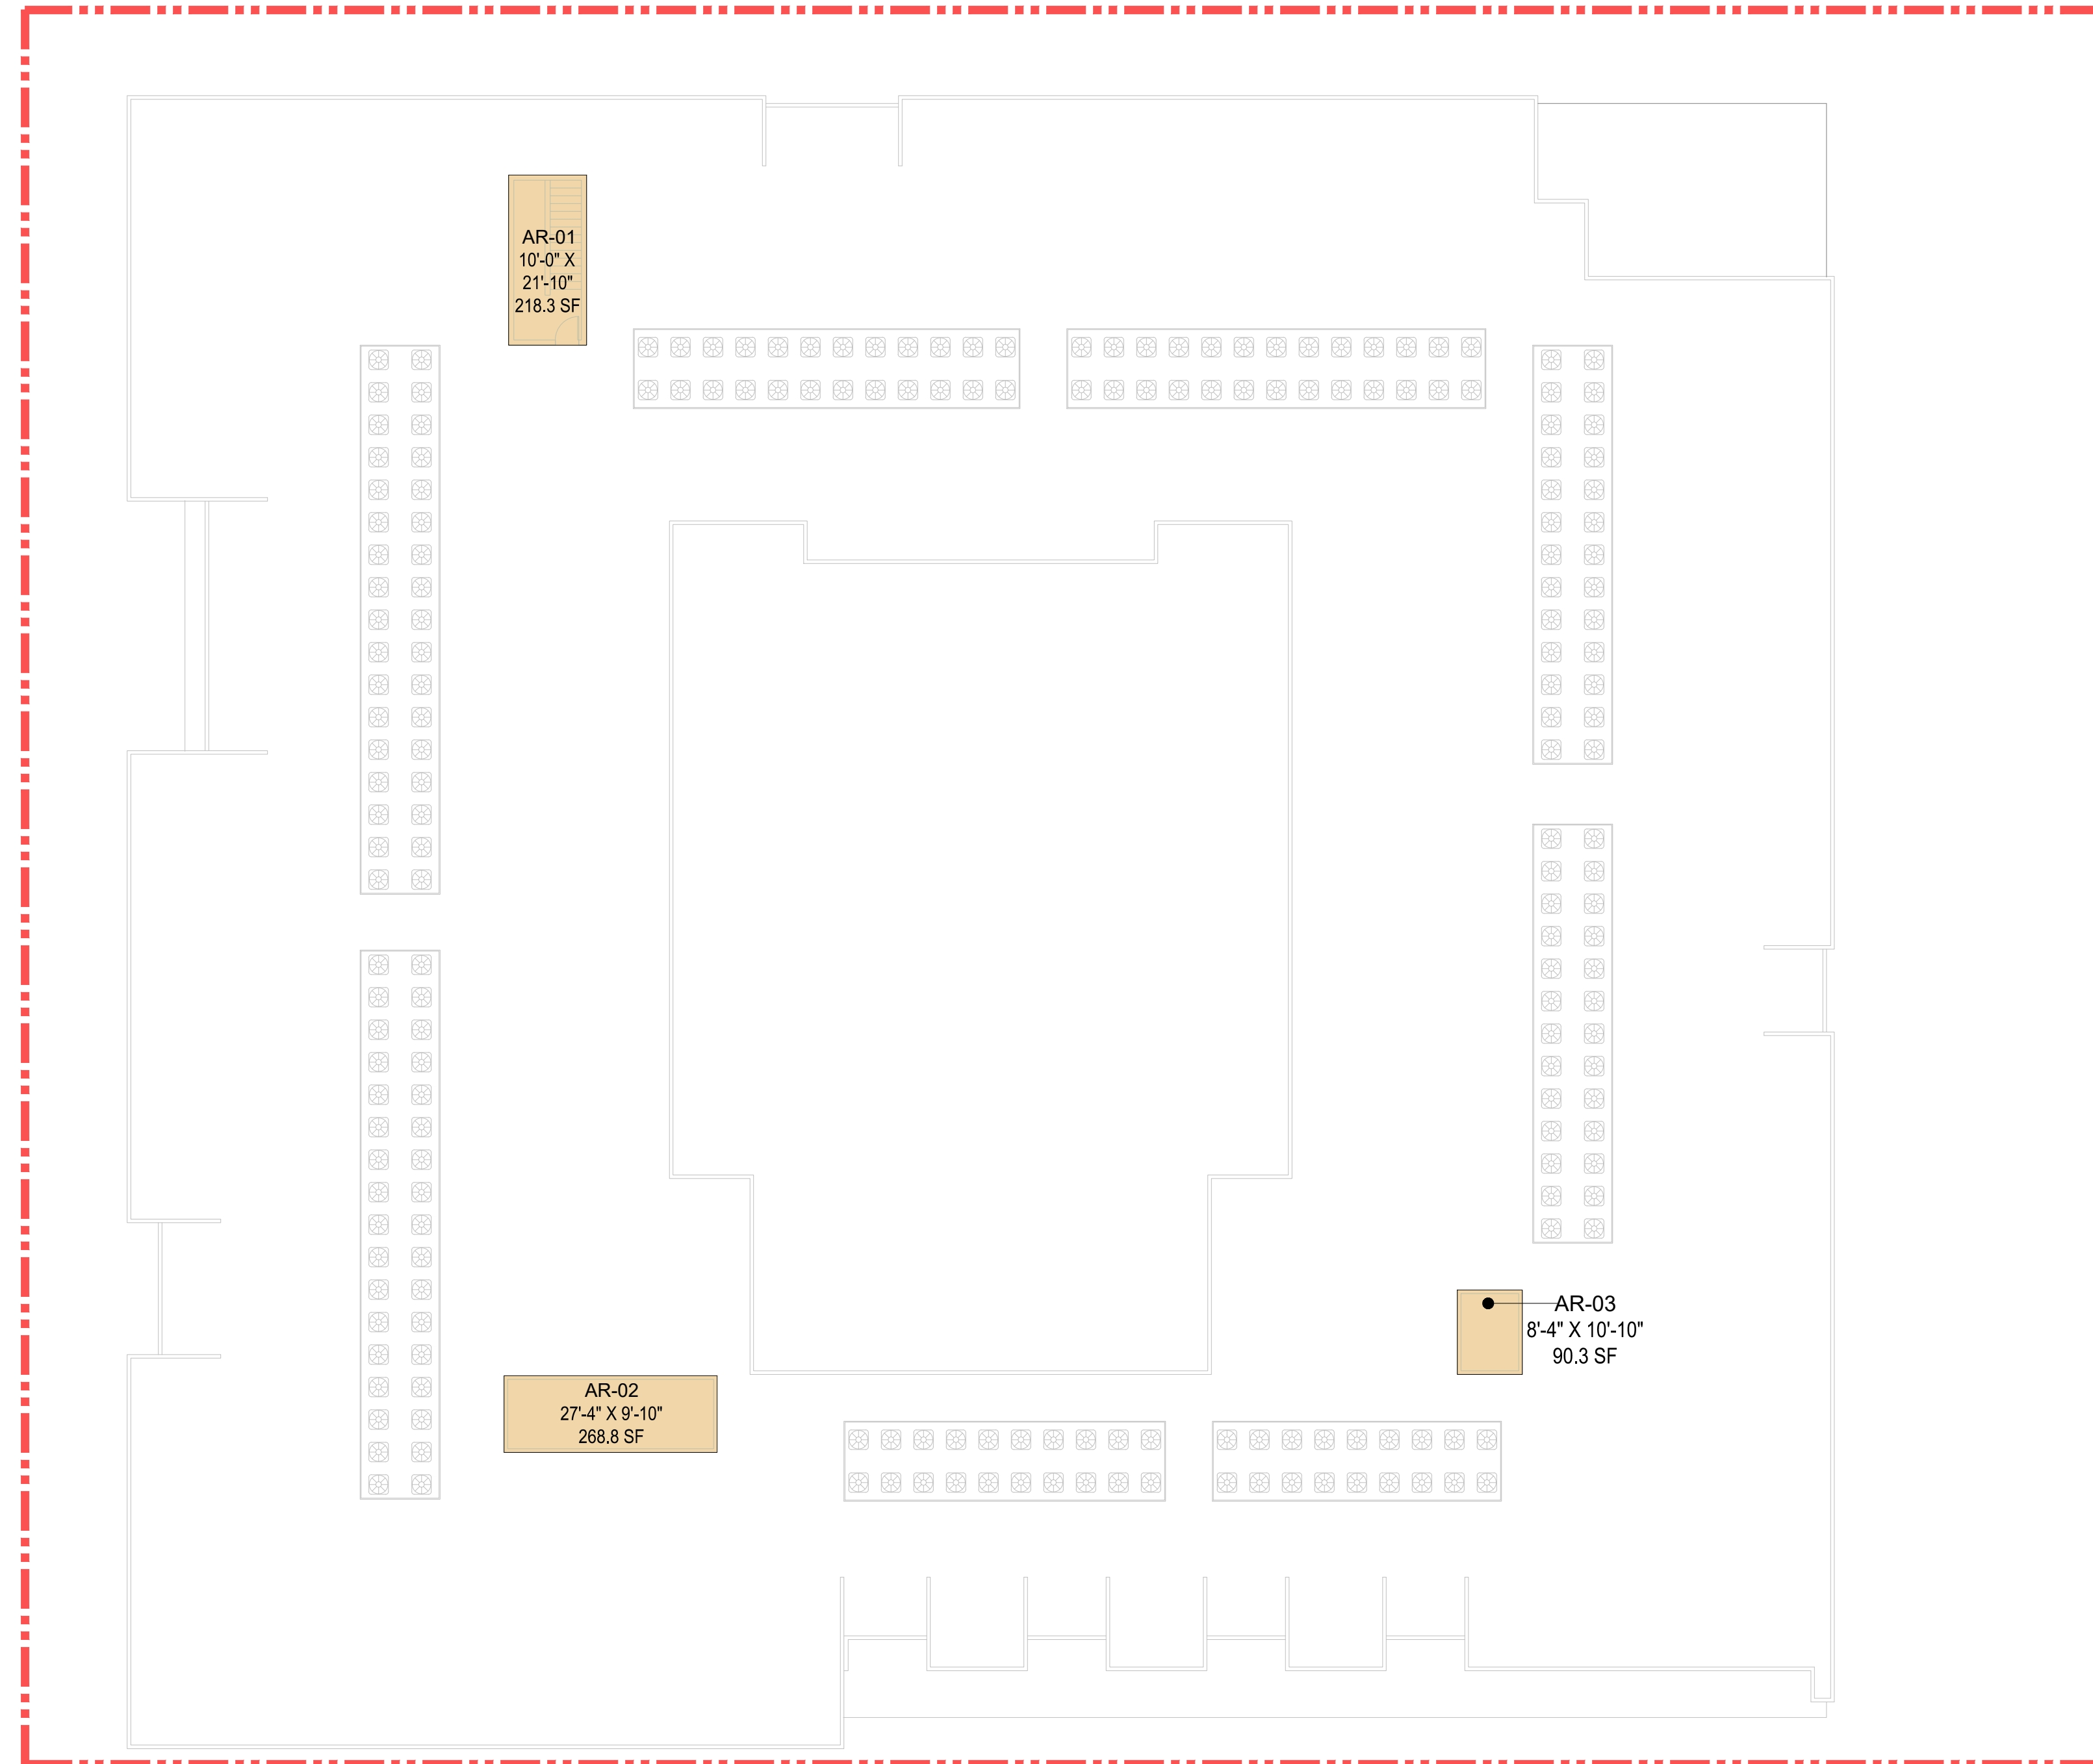 AR-01
10'-0" X
21'-10"
218.3 SF
AR-03
8'-4" X 10'-10"
90.3 SF
AR-02
27'-4" X 9'-10"
268.8 SF